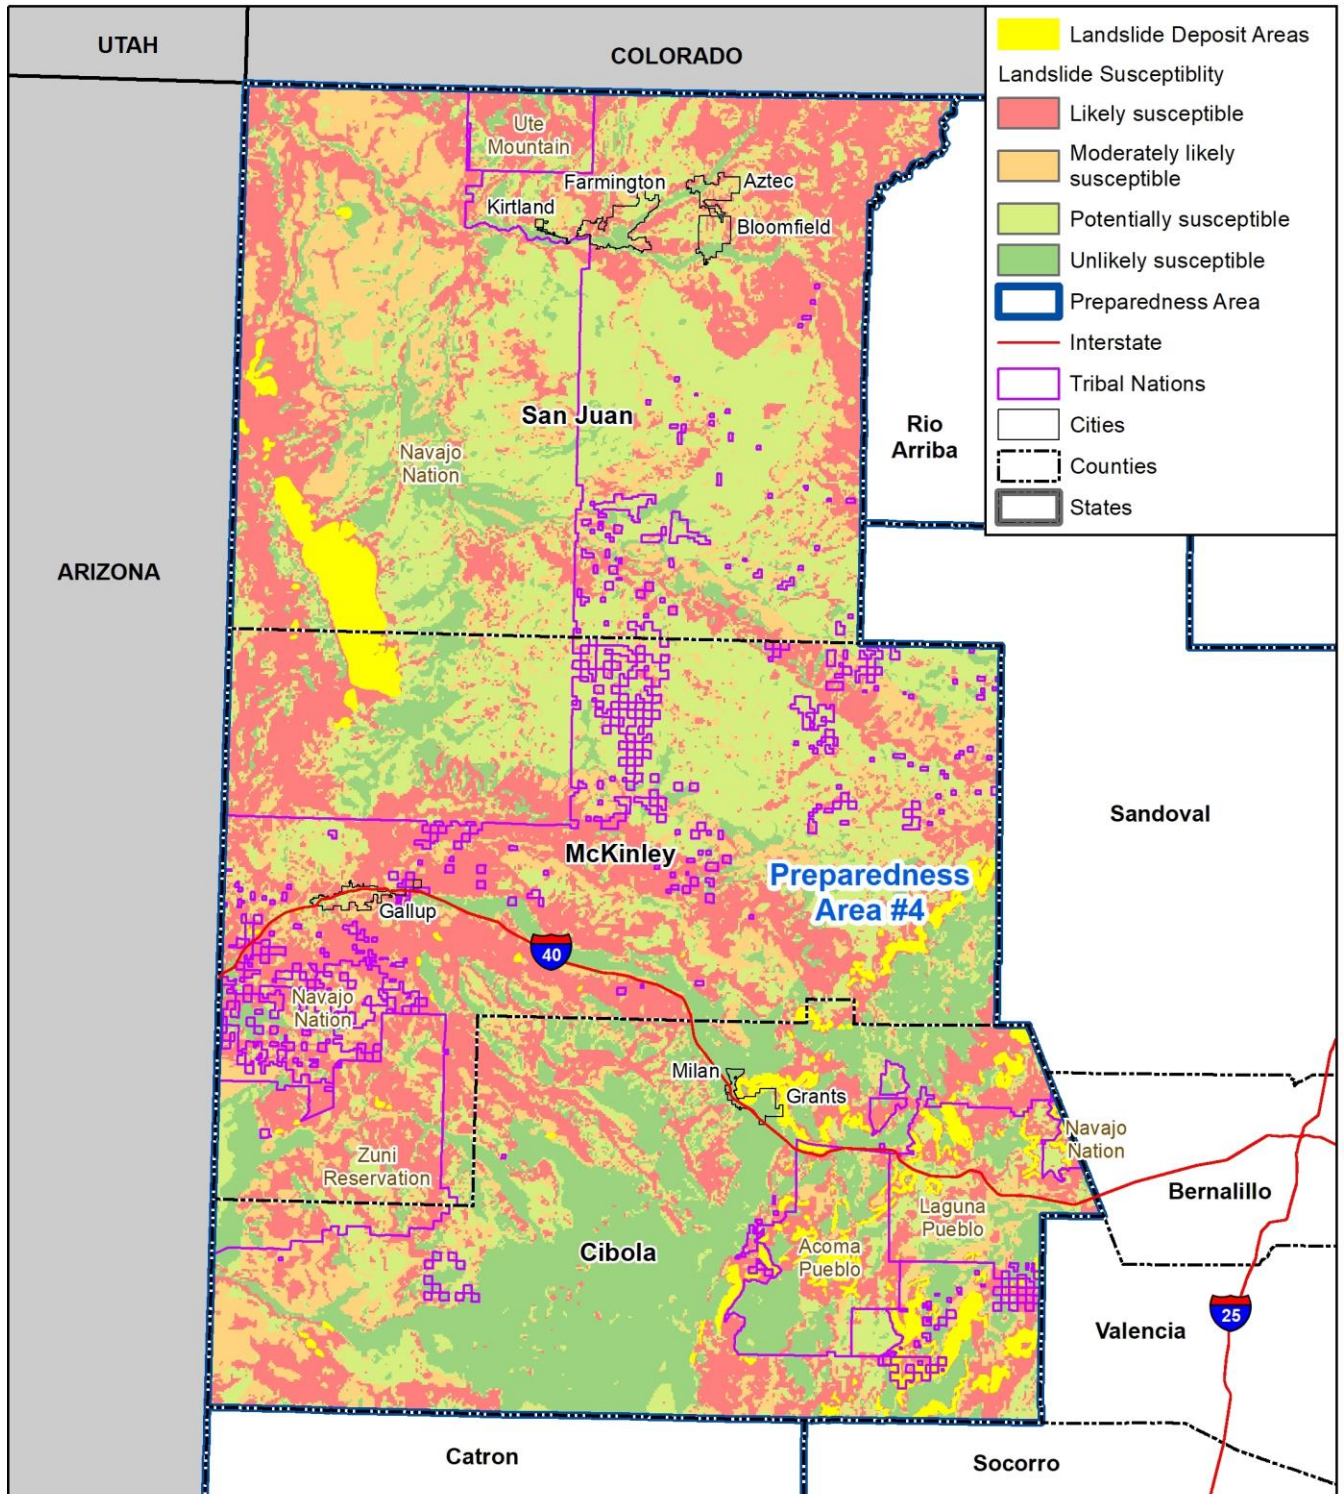 UTAH
COLORADO
Landslide Deposit Areas
Landslide Susceptiblity
Likely susceptible
Moderately likely
susceptible
Potentially susceptible
Unlikely susceptible
Preparedness Area
Interstate
Tribal Nations
Cities
Counties
States
Ute
Mountain
Farmington
Aztec
Kirtland
Bloomfield
San Juan
Rio
Arriba
Navajo
Nation
ARIZONA
Sandoval
McKinley
Preparedness
Area #4
Gallup
40
Navajo
Nation
Milan
Grants
Navajo
Nation
Zuni
Reservation
Bernalillo
Laguna
Pueblo
Acoma
Pueblo
Cibola
25
Valencia
Catron
Socorro